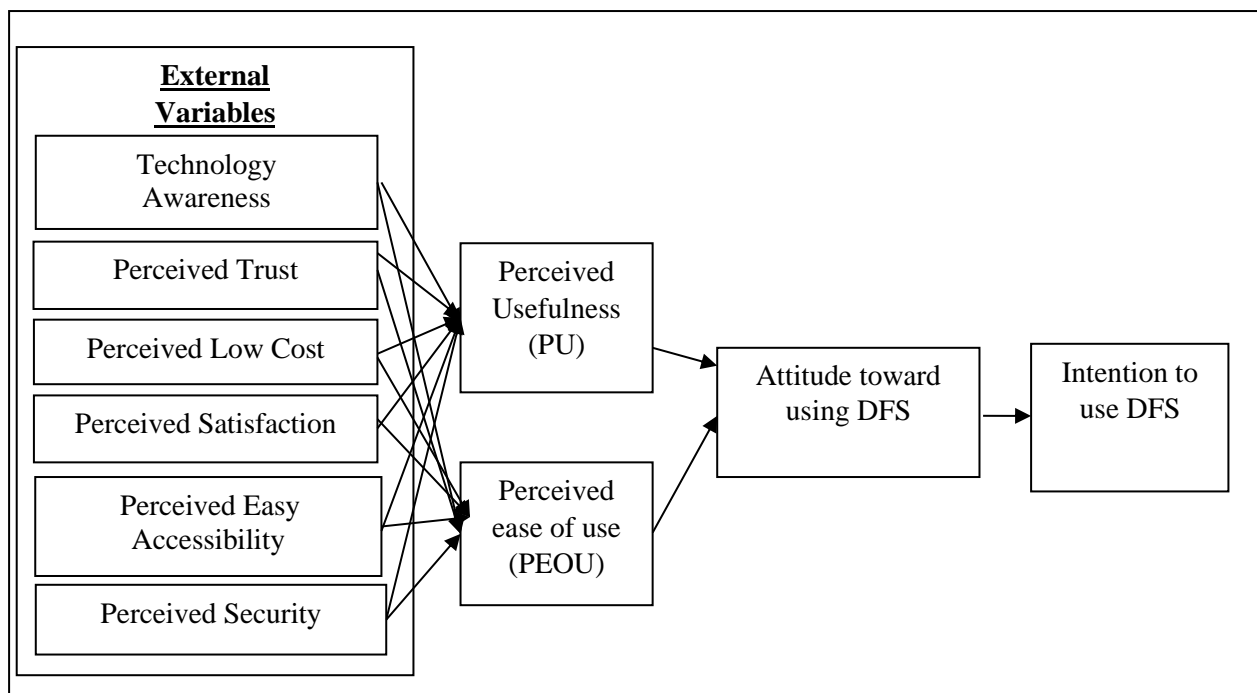 External
Variables
Technology
Awareness
Perceived Trust
Perceived Low Cost
Perceived Satisfaction
Perceived Easy
Accessibility
Perceived Security
Perceived
Usefulness
(PU)
Perceived
ease of use
(PEOU)
Attitude toward
using DFS
Intention to
use DFS